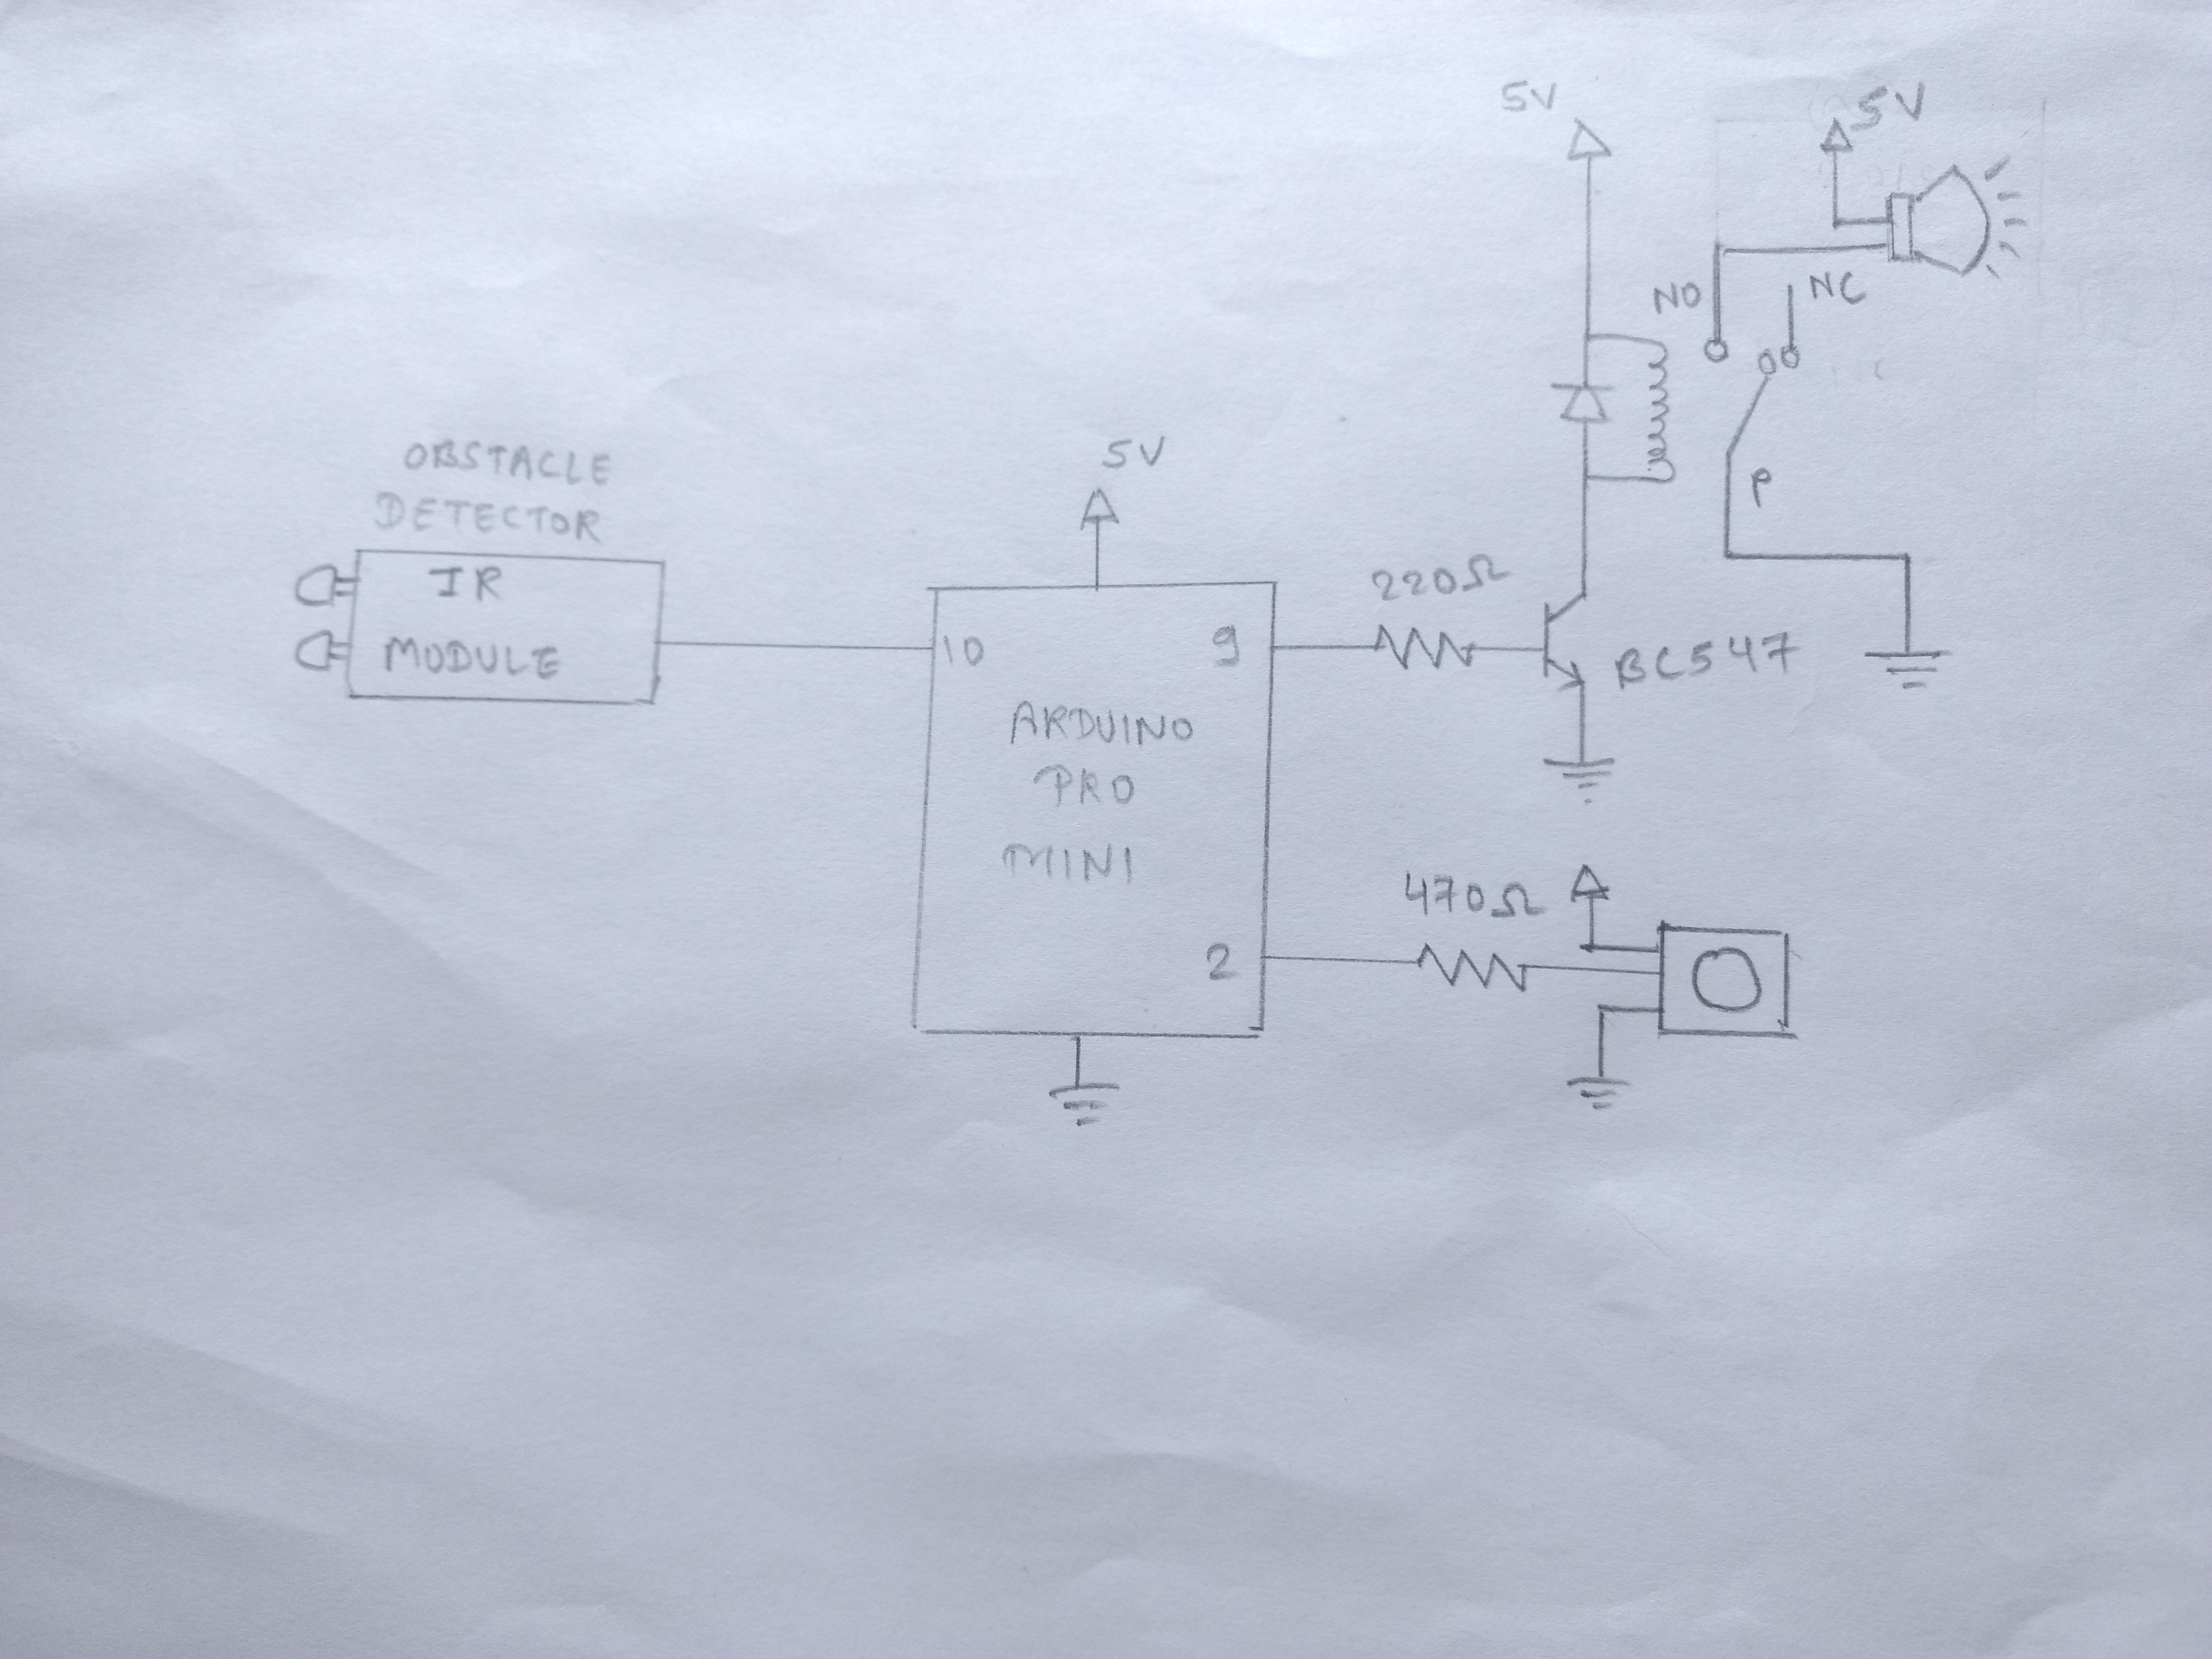 5V
5V
NO
NC
P
OBSTACLE
DETECTOR
IR
MODULE
5V
10
9
220Ω
BC547
ARDUINO
PRO
MINI
2
470Ω